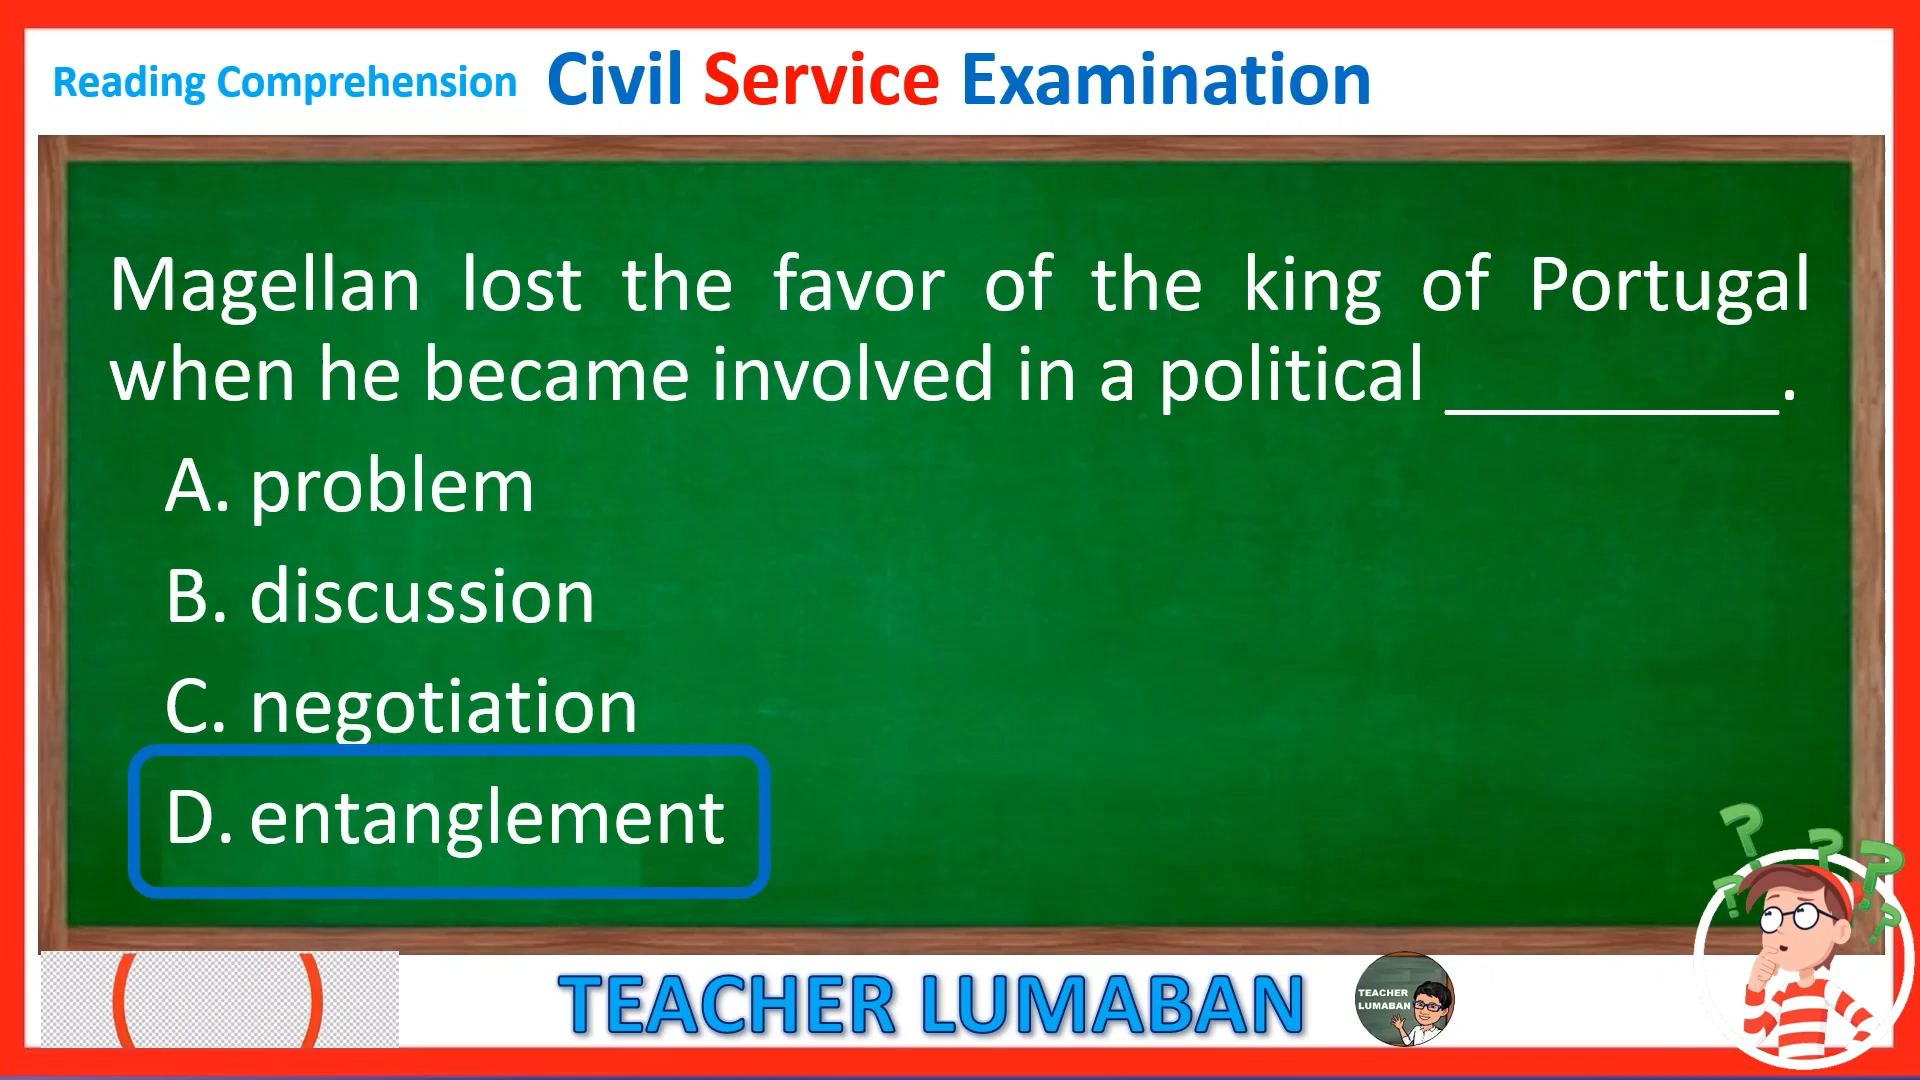 Reading Comprehension Civil Service Examination
Magellan lost the favor of the king of Portugal
when he became involved in a political _________.
A. problem
B. discussion
C. negotiation
D. entanglement
TEACHER LUMABAN
TEACHER
LUMABAN